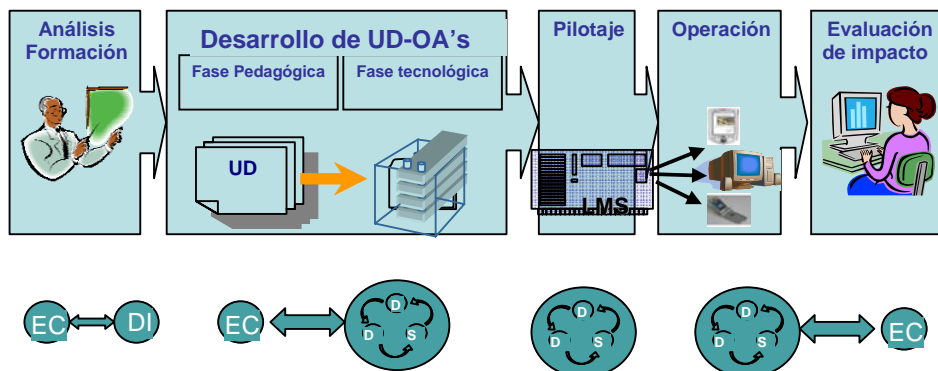 Análisis
Formación
Desarrollo de UD-OA's
Fase Pedagógica
Fase tecnológica
Pilotaje
Operación
Evaluación
de impacto
UD
LMS
EC
DI
EC
D
D
S
D
D
S
D
D
S
EC